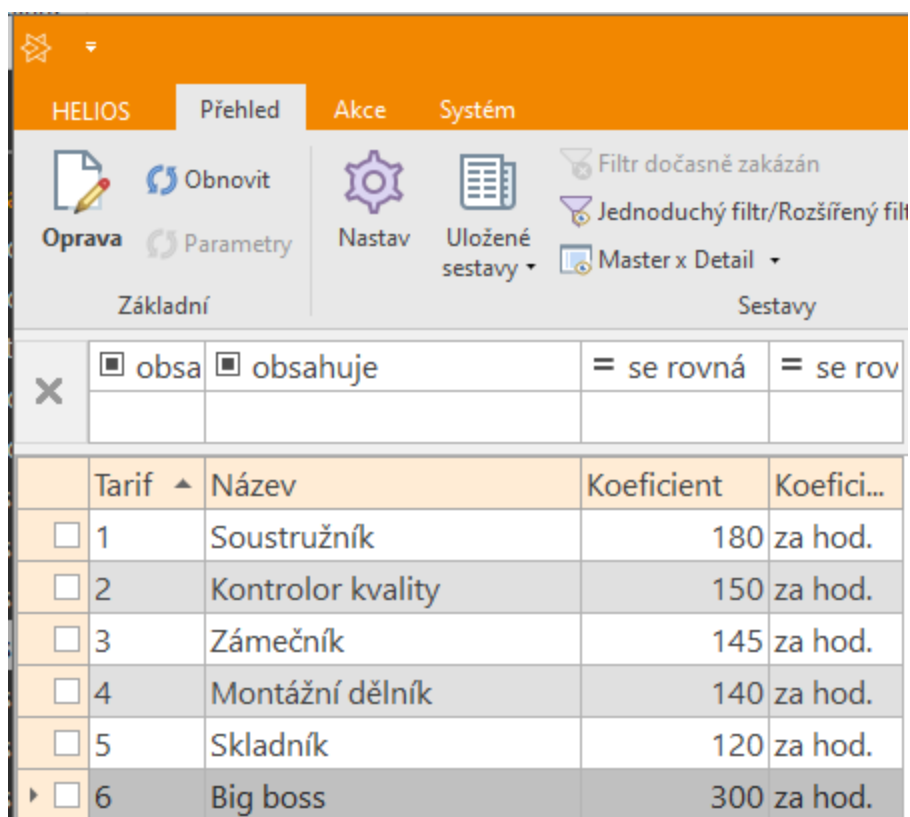 HELIOS Přehled Akce Systém
Oprava
Obnovit
Parametry
Základní
Nastav
Uložené
sestavy
Filtr dočasně zakázán
Jednoduchý filtr/Rozšířený filt
Master x Detail
Sestavy
obsa obsahuje = se rovná = se rov
Tarif Název Koeficient Koefici...
1 Soustružník 180 za hod.
2 Kontrolor kvality 150 za hod.
3 Zámečník 145 za hod.
4 Montážní dělník 140 za hod.
5 Skladník 120 za hod.
6 Big boss 300 za hod.